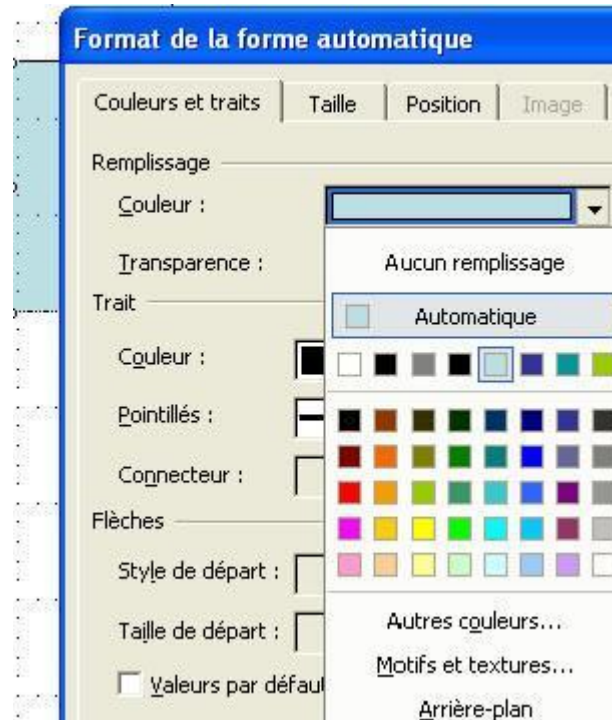 Format de la forme automatique
Couleurs et traits Taille Position Image
Remplissage
Couleur :
Transparence :
Aucun remplissage
Automatique
Trait
Couleur :
Pointillés :
Connecteur :
Flèches
Style de départ :
Taille de départ :
Valeurs par défaut
Autres couleurs...
Motifs et textures...
Arrière-plan